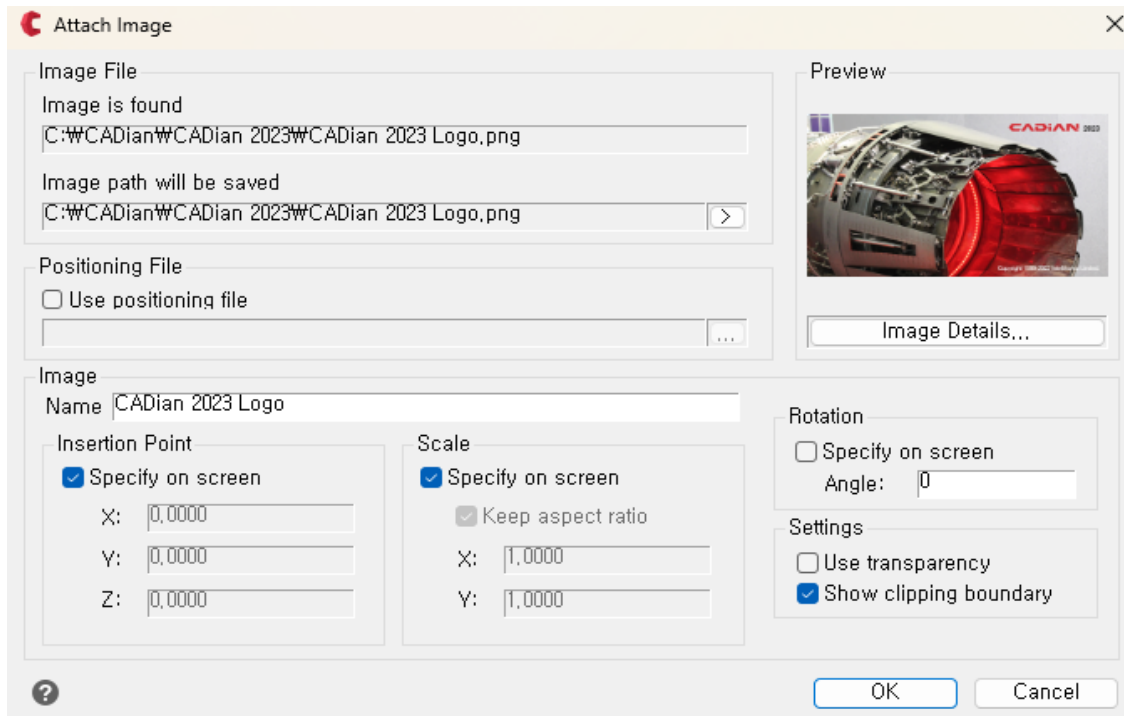 Attach Image
Image File
Image is found
C:₩CADian₩CADian 2023₩CADian 2023 Logo,png
Image path will be saved
C:₩CADian₩CADian 2023₩CADian 2023 Logo,png
>
Positioning File
Use positioning file
...
Preview
CADiAN 2023
Image Details,,,
Image
Name CADian 2023 Logo
Insertion Point
Specify on screen
X: 0,0000
Y: 0,0000
Z: 0,0000
Scale
Specify on screen
Keep aspect ratio
X: 1,0000
Y: 1,0000
Rotation
Specify on screen
Angle: 0
Settings
Use transparency
Show clipping boundary
?
OK
Cancel